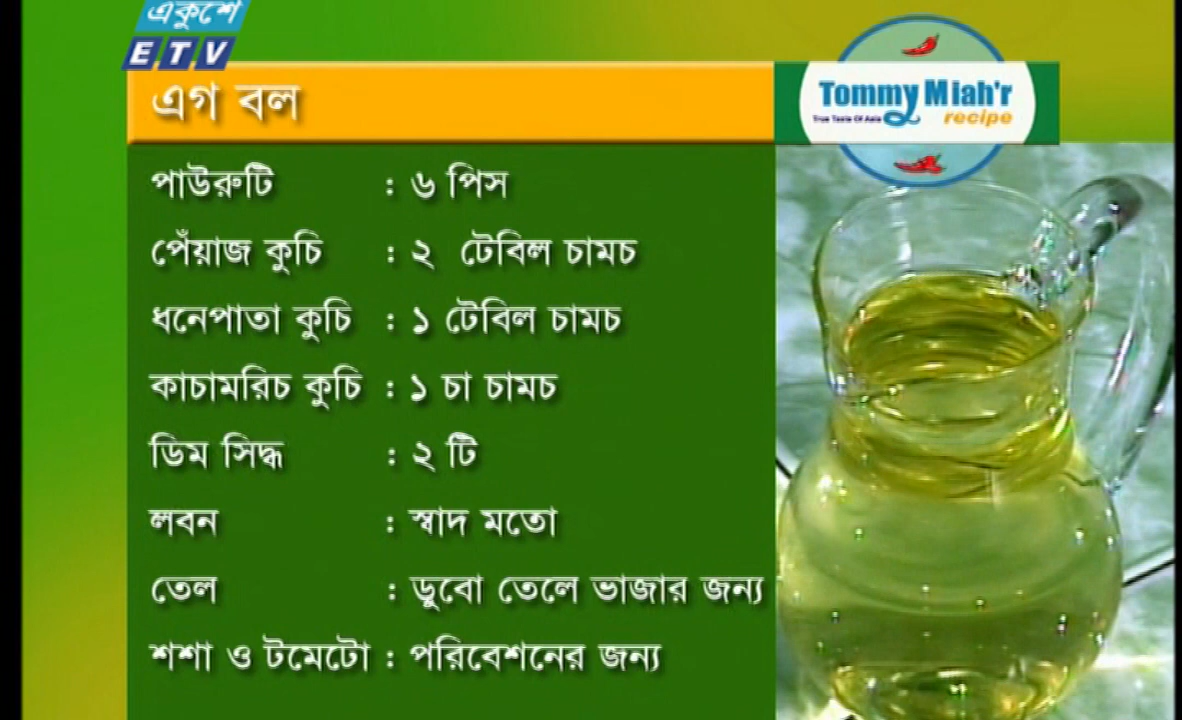 একুশে
ETV
এগ বল
Tommy Miah'r
True Taste Of Asia
recipe
পাউরুটি : ৬ পিস
পেঁয়াজ কুচি : ২ টেবিল চামচ
ধনেপাতা কুচি : ১ টেবিল চামচ
কাচামরিচ কুচি : ১ চা চামচ
ডিম সিদ্ধ : ২ টি
লবন : স্বাদ মতো
তেল : ডুবো তেলে ভাজার জন্য
শশা ও টমেটো : পরিবেশনের জন্য